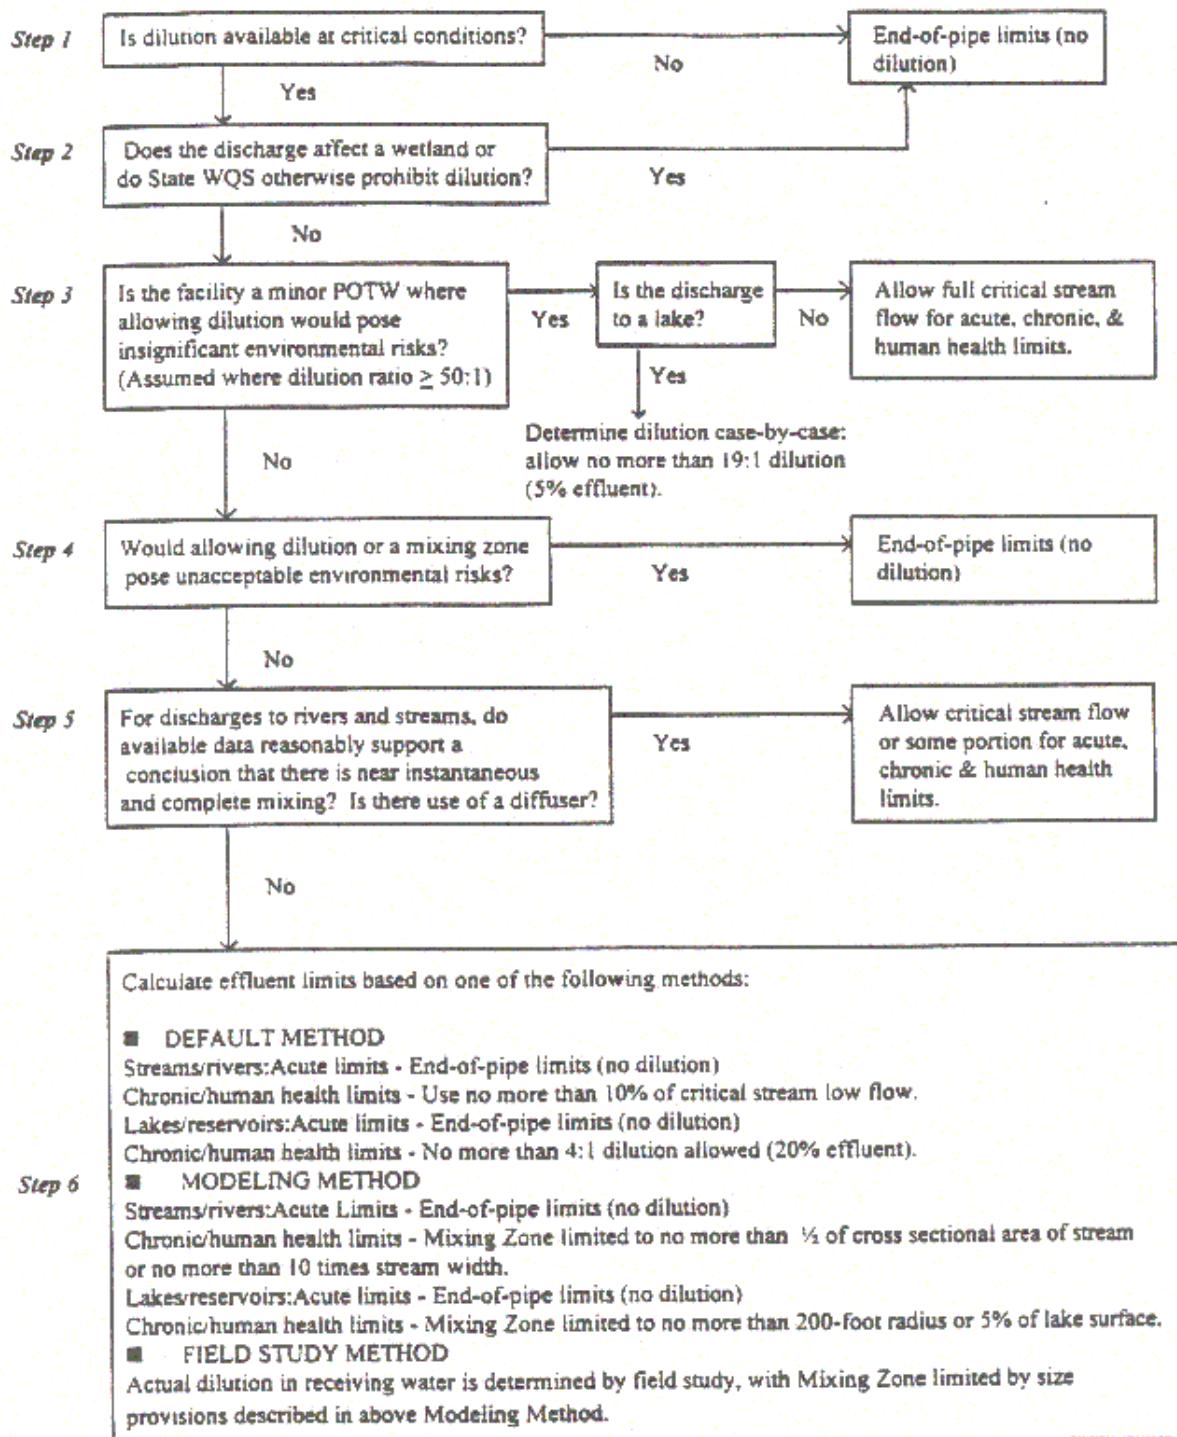 Step 1
Is dilution available at critical conditions?
No
End-of-pipe limits (no
dilution)
Yes
Step 2
Does the discharge affect a wetland or
do State WQS otherwise prohibit dilution?
Yes
No
Step 3
Is the facility a minor POTW where
allowing dilution would pose
insignificant environmental risks?
(Assumed where dilution ratio ≥ 50:1)
Yes
Is the discharge
to a lake?
No
Allow full critical stream
flow for acute, chronic, &
human health limits.
Yes
Determine dilution case-by-case:
allow no more than 19:1 dilution
(5% effluent).
No
Step 4
Would allowing dilution or a mixing zone
pose unacceptable environmental risks?
Yes
End-of-pipe limits (no
dilution)
No
Step 5
For discharges to rivers and streams, do
available data reasonably support a
conclusion that there is near instantaneous
and complete mixing? Is there use of a diffuser?
Yes
Allow critical stream flow
or some portion for acute,
chronic & human health
limits.
No
Step 6
Calculate effluent limits based on one of the following methods:
■ DEFAULT METHOD
Streams/rivers:Acute limits - End-of-pipe limits (no dilution)
Chronic/human health limits - Use no more than 10% of critical stream low flow.
Lakes/reservoirs:Acute limits - End-of-pipe limits (no dilution)
Chronic/human health limits - No more than 4:1 dilution allowed (20% effluent).
■ MODELING METHOD
Streams/rivers:Acute Limits - End-of-pipe limits (no dilution)
Chronic/human health limits - Mixing Zone limited to no more than ½ of cross sectional area of stream
or no more than 10 times stream width.
Lakes/reservoirs:Acute limits - End-of-pipe limits (no dilution)
Chronic/human health limits - Mixing Zone limited to no more than 200-foot radius or 5% of lake surface.
■ FIELD STUDY METHOD
Actual dilution in receiving water is determined by field study, with Mixing Zone limited by size
provisions described in above Modeling Method.